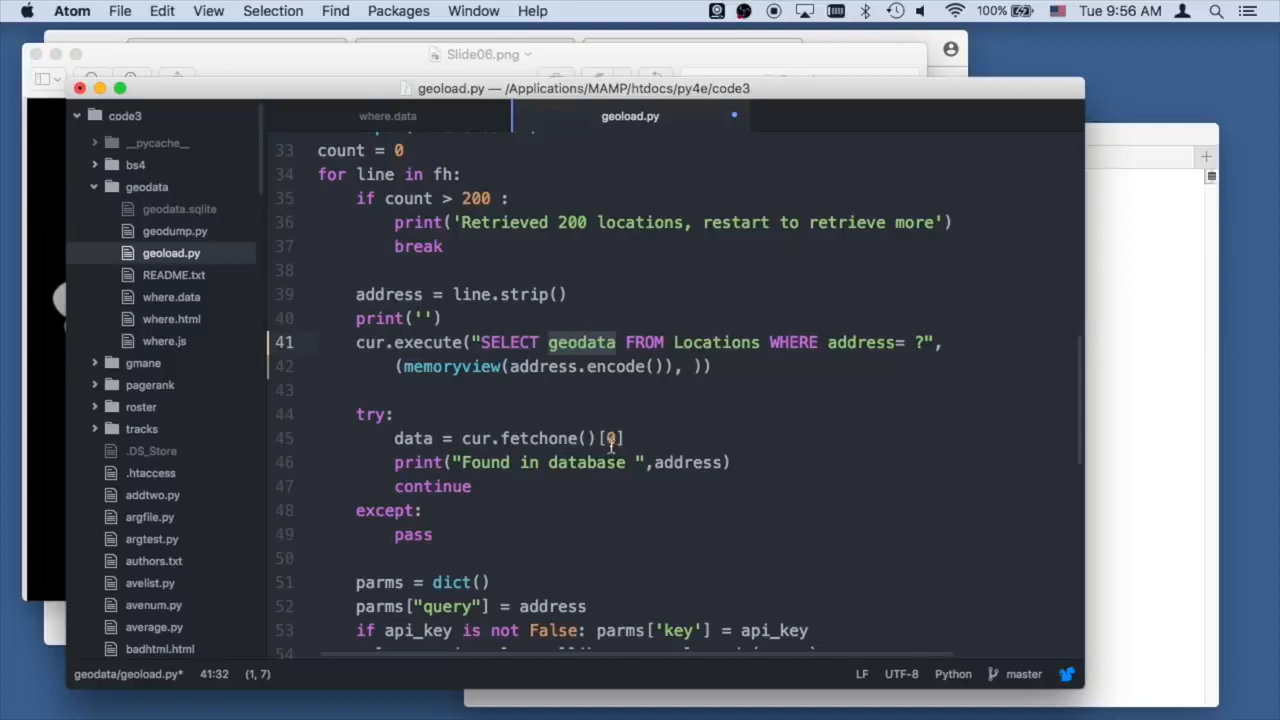 Atom File Edit View Selection Find Packages Window Help 100% Tue 9:56 AM
Slide06.png
geoload.py — /Applications/MAMP/htdocs/py4e/code3
code3
where.data
geoload.py
__pycache__
bs4
geodata
geodata.sqlite
geodump.py
geoload.py
README.txt
where.data
where.html
where.js
gmane
pagerank
roster
tracks
.DS_Store
.htaccess
addtwo.py
argfile.py
argtest.py
authors.txt
avelist.py
avenum.py
average.py
badhtml.html
33 count = 0
34 for line in fh:
35 if count > 200 :
36 print('Retrieved 200 locations, restart to retrieve more')
37 break
38
39 address = line.strip()
40 print('')
41 cur.execute("SELECT geodata FROM Locations WHERE address= ?",
42 (memoryview(address.encode()), ))
43
44 try:
45 data = cur.fetchone()[0]
46 print("Found in database ",address)
47 continue
48 except:
49 pass
50
51 parms = dict()
52 parms["query"] = address
53 if api_key is not False: parms['key'] = api_key
54
geodata/geoload.py* 41:32 (1, 7) LF UTF-8 Python master